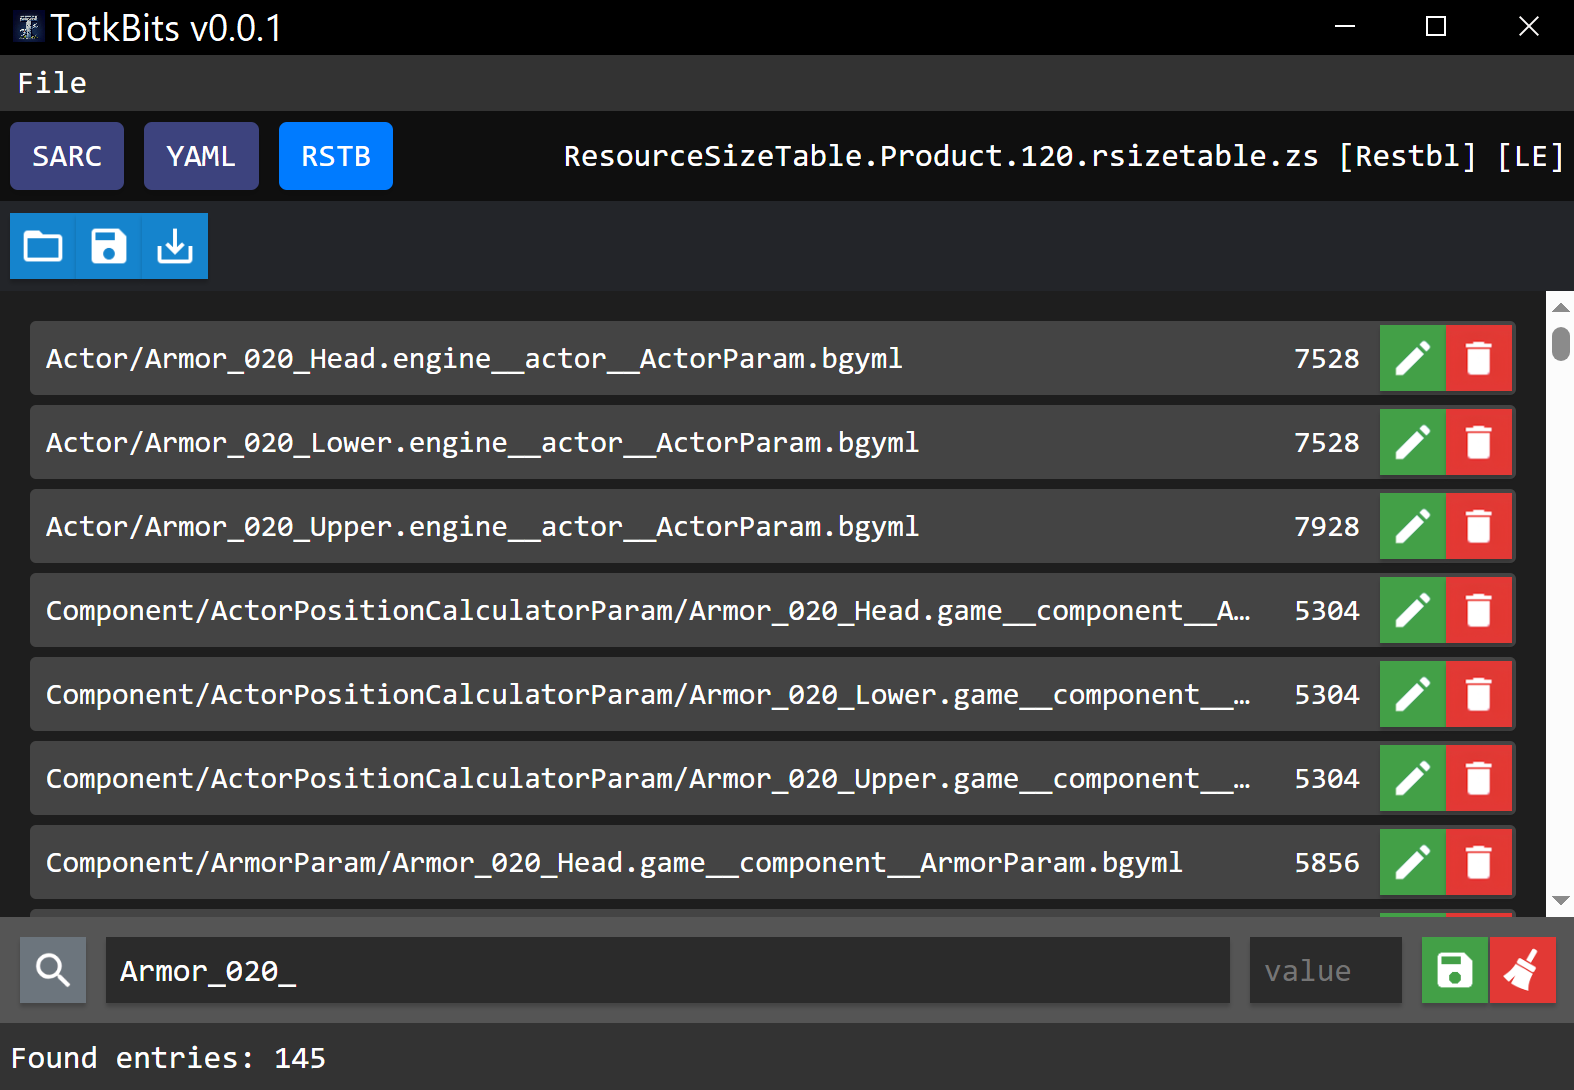 TotkBits v0.0.1
File
SARC YAML RSTB ResourceSizeTable.Product.120.rsizetable.zs [Restbl] [LE]
Actor/Armor_020_Head.engine__actor__ActorParam.bgyml 7528
Actor/Armor_020_Lower.engine__actor__ActorParam.bgyml 7528
Actor/Armor_020_Upper.engine__actor__ActorParam.bgyml 7928
Component/ActorPositionCalculatorParam/Armor_020_Head.game__component__A… 5304
Component/ActorPositionCalculatorParam/Armor_020_Lower.game__component__… 5304
Component/ActorPositionCalculatorParam/Armor_020_Upper.game__component__… 5304
Component/ArmorParam/Armor_020_Head.game__component__ArmorParam.bgyml 5856
Armor_020_ value
Found entries: 145